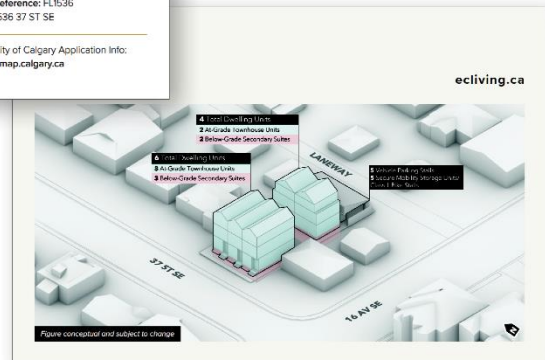 eference: FL1536
536 37 ST SE
ity of Calgary Application Info:
map.calgary.ca
ecliving.ca
4 Total Dwelling Units
2 At-Grade Townhouse Units
2 Below-Grade Secondary Suites
6 Total Dwelling Units
3 At-Grade Townhouse Units
3 Below-Grade Secondary Suites
LANEWAY
5 Vehicle Parking Stalls
5 Secure Mobility Storage Units/
Class 1 Bike Stalls
37 ST SE
16 AV SE
Figure conceptual and subject to change
N